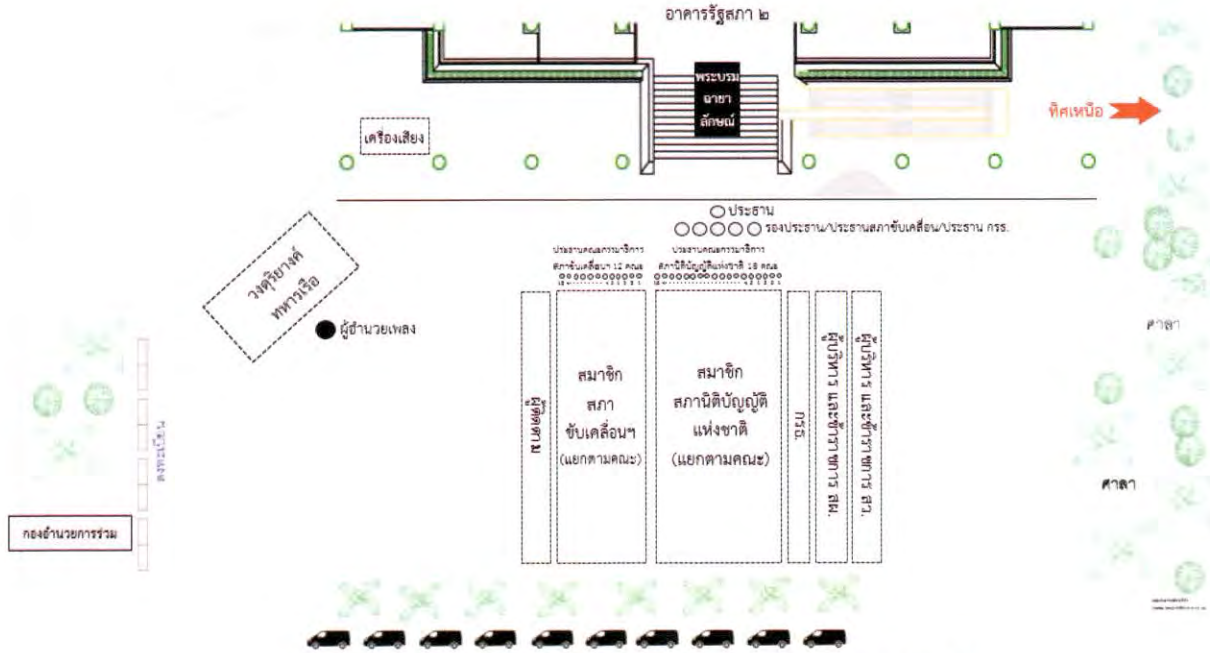 อาคารรัฐสภา ๒
พระบรม
ฉายา
ลักษณ์
ทิศเหนือ
เครื่องเสียง
ประธาน
รองประธาน/ประธานสภาขับเคลื่อน/ประธาน กรธ.
ประธานคณะกรรมาธิการ
สภาขับเคลื่อนฯ 12 คณะ
ประธานคณะกรรมาธิการ
สภานิติบัญญัติแห่งชาติ 16 คณะ
วงดุริยางค์
ทหารเรือ
ผู้อำนวยเพลง
ผู้ติดตาม
สมาชิก
สภา
ขับเคลื่อนฯ
(แยกตามคณะ)
สมาชิก
สภานิติบัญญัติ
แห่งชาติ
(แยกตามคณะ)
กรธ.
ผู้บริหาร และข้าราชการ สผ.
ผู้บริหาร และข้าราชการ สว.
ศาลา
ศาลา
ลงทะเบียน
กองอำนวยการร่วม